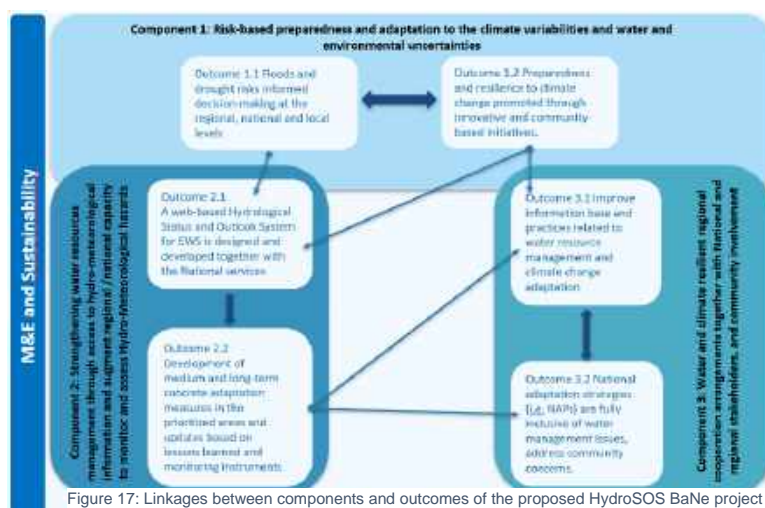 Component 1: Risk-based preparedness and adaptation to the climate variabilities and water and
environmental uncertainties
Outcome 1.1 Floods and
drought risks informed
decision-making at the
regional, national and local
levels
Outcome 3.2 Preparedness
and resilience to climate
change promoted through
innovative and community-
based initiatives.
M&E and Sustainability
Component 2: Strengthening water resources
management through access to hydro-meteorological
information and augment regional / national capacity
to monitor and assess Hydro-Meteorological hazards
Outcome 2.1
A web-based Hydrological
Status and Outlook System
for EWS is designed and
developed together with
the National services
Outcome 2.2
Development of
medium and long-term
concrete adaptation
measures in the
prioritized areas and
updates based on
lessons learned and
monitoring instruments
Outcome 3.1 Improve
information base and
practices related to
water resource
management and
climate change
adaptation
Outcome 3.2 National
adaptation strategies
(i.e. NAPs) are fully
inclusive of water
management issues,
address community
concerns.
Component 3: Water and climate resilient regional
cooperation arrangements together with National and
regional stakeholders, and community involvement
Figure 17: Linkages between components and outcomes of the proposed HydroSOS BaNe project